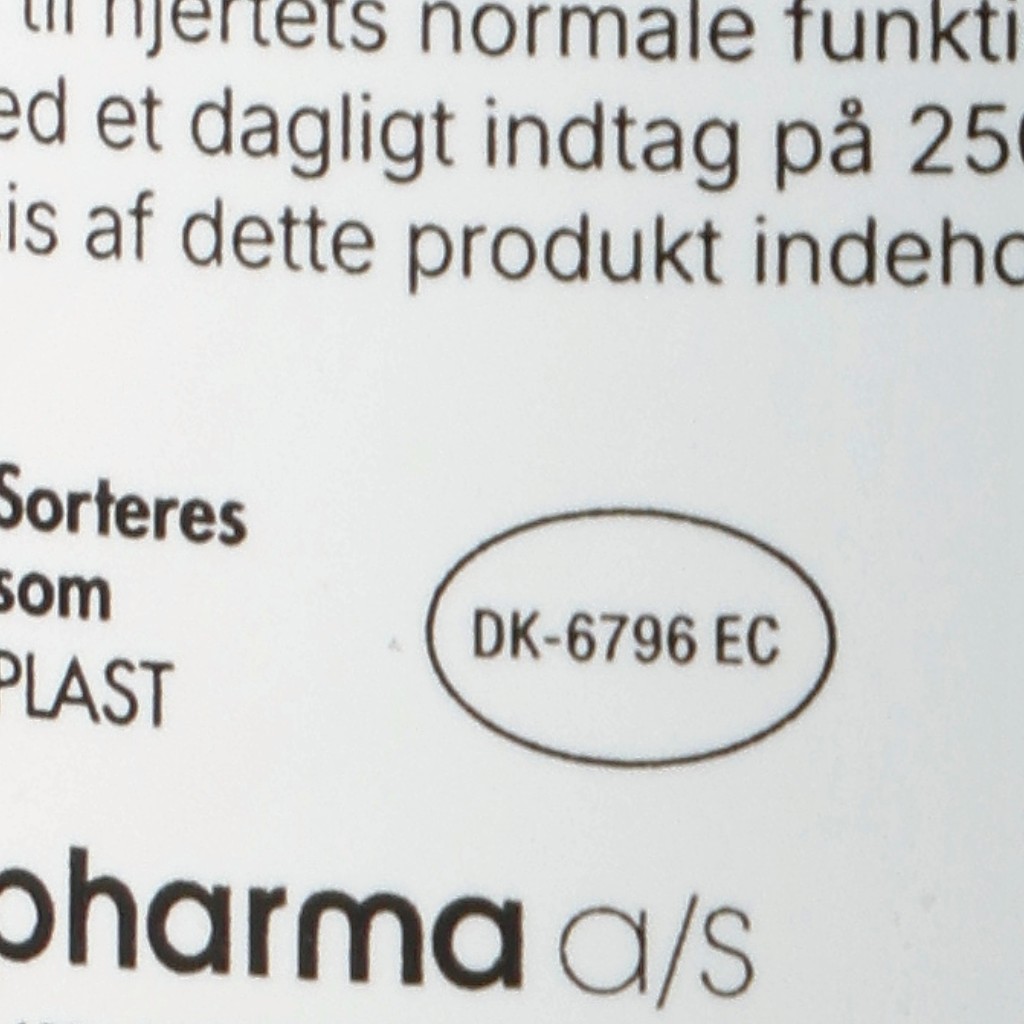 til hjertets normale funkti
ed et dagligt indtag på 250
is af dette produkt indeho
Sorteres
som
PLAST
DK-6796 EC
pharma a/s